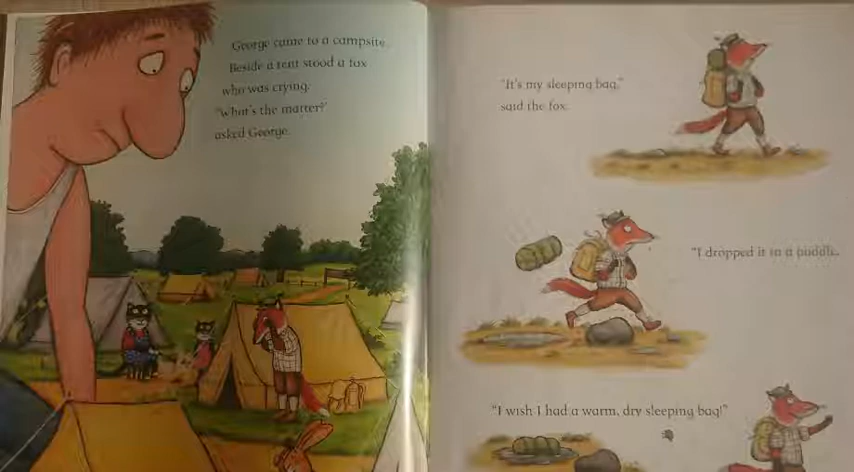 George came to a campsite.
Beside a tent stood a fox
who was crying.
"What's the matter?"
asked George.
"It's my sleeping bag,"
said the fox.
"I dropped it in a puddle.
"I wish I had a warm, dry sleeping bag!"